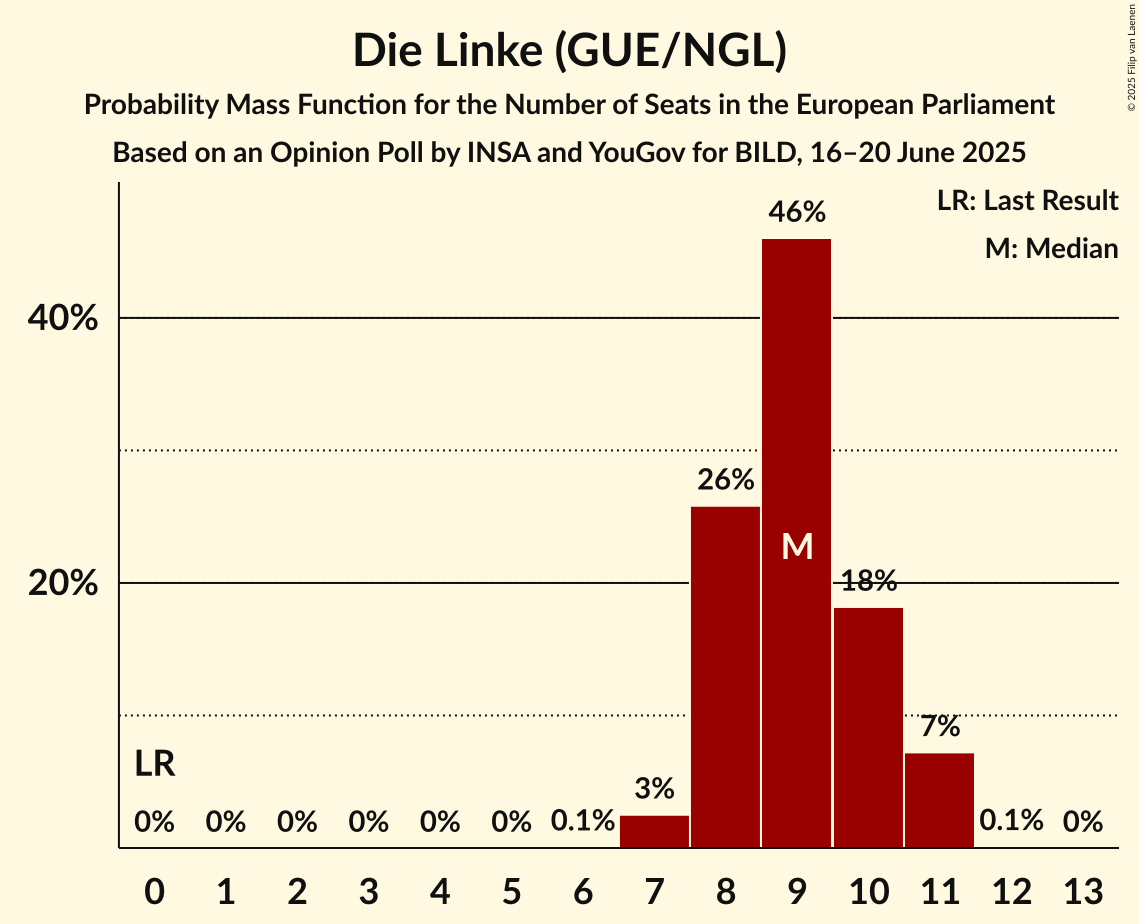 Die Linke (GUE/NGL)
Probability Mass Function for the Number of Seats in the European Parliament
Based on an Opinion Poll by INSA and YouGov for BILD, 16–20 June 2025
© 2025 Filip van Laenen
LR: Last Result
M: Median
46%
40%
26%
M
20%
18%
7%
LR
3%
0% 0% 0% 0% 0% 0% 0.1% 0.1% 0%
0 1 2 3 4 5 6 7 8 9 10 11 12 13